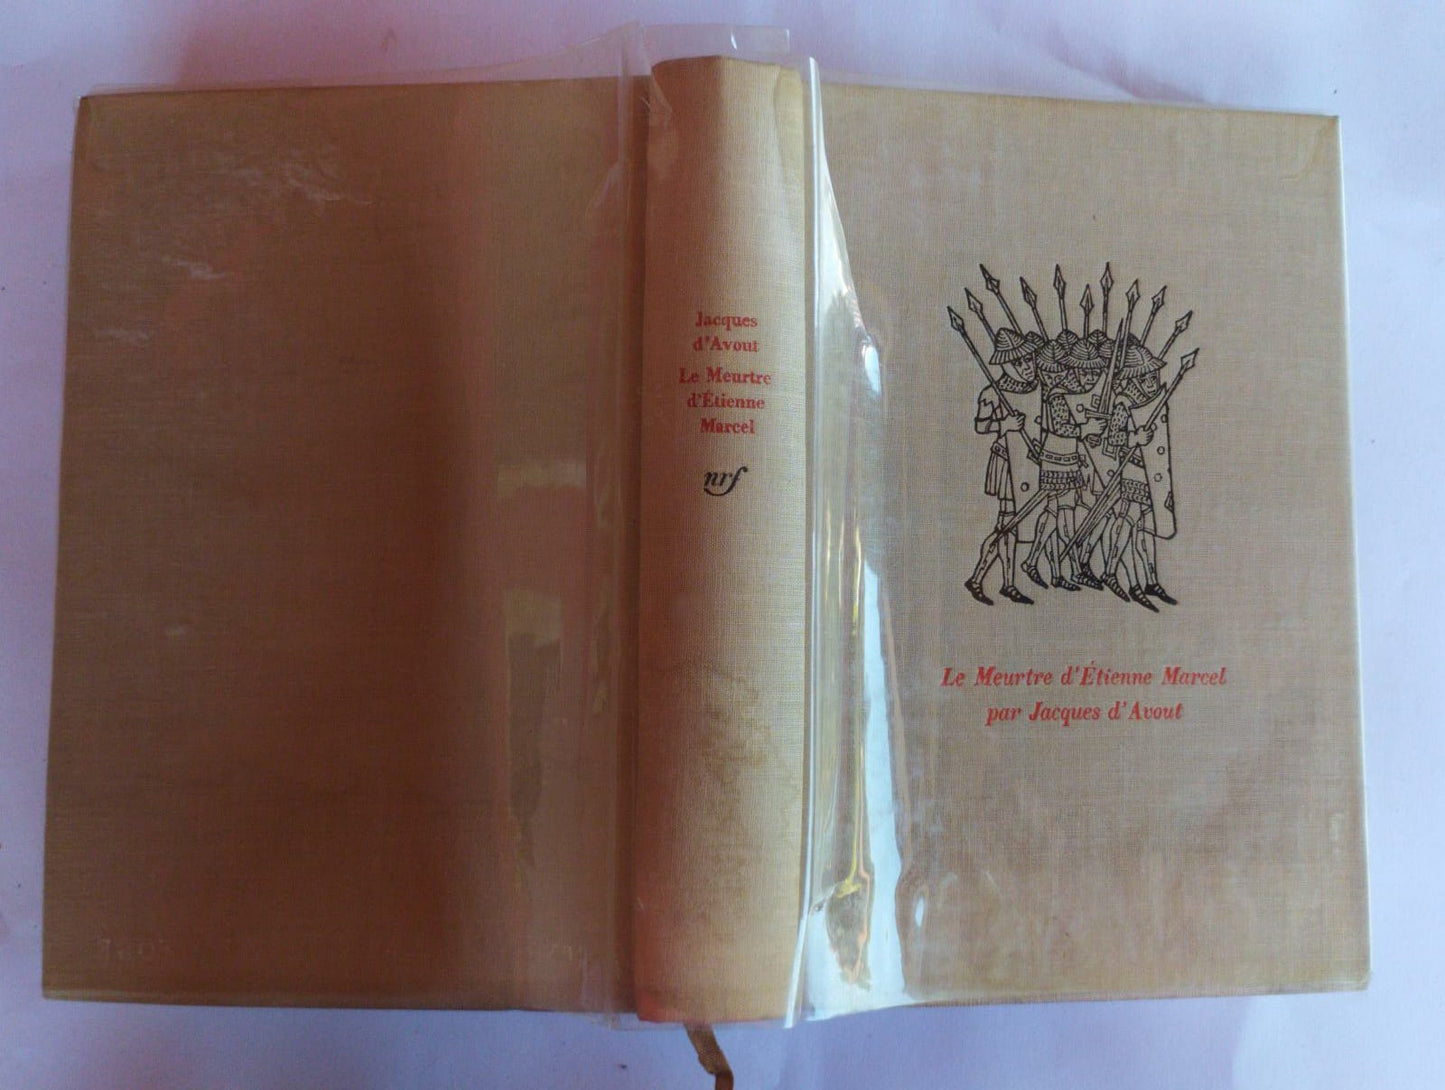 Jacques
d'Avout
Le Meurtre
d'Étienne
Marcel
nrf
Le Meurtre d'Étienne Marcel
par Jacques d'Avout